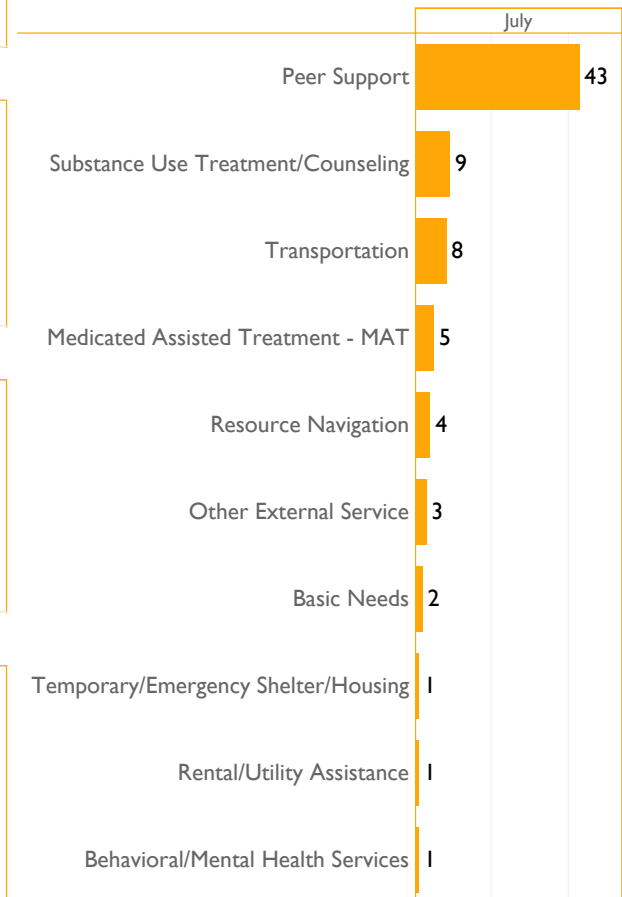 July
Peer Support 43
Substance Use Treatment/Counseling 9
Transportation 8
Medicated Assisted Treatment - MAT 5
Resource Navigation 4
Other External Service 3
Basic Needs 2
Temporary/Emergency Shelter/Housing 1
Rental/Utility Assistance 1
Behavioral/Mental Health Services 1